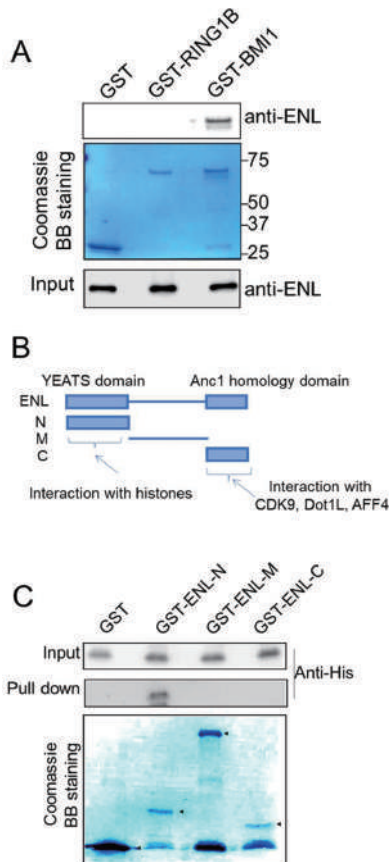 A
GST
GST-RING1B
GST-BMI1
anti-ENL
Coomassie
BB staining
75
50
37
25
Input
anti-ENL
B
YEATS domain
Anc1 homology domain
ENL
N
M
C
Interaction with histones
Interaction with
CDK9, Dot1L, AFF4
C
GST
GST-ENL-N
GST-ENL-M
GST-ENL-C
Input
Anti-His
Pull down
Coomassie
BB staining